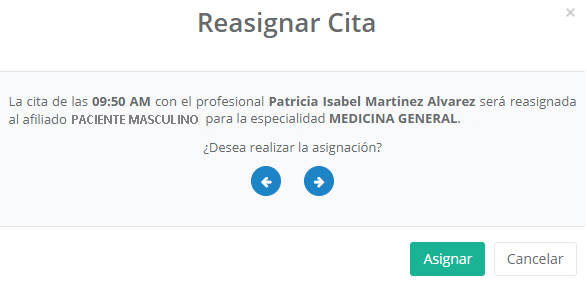 Reasignar Cita
×
La cita de las 09:50 AM con el profesional Patricia Isabel Martinez Alvarez será reasignada
al afiliado PACIENTE MASCULINO para la especialidad MEDICINA GENERAL.
¿Desea realizar la asignación?
Asignar Cancelar